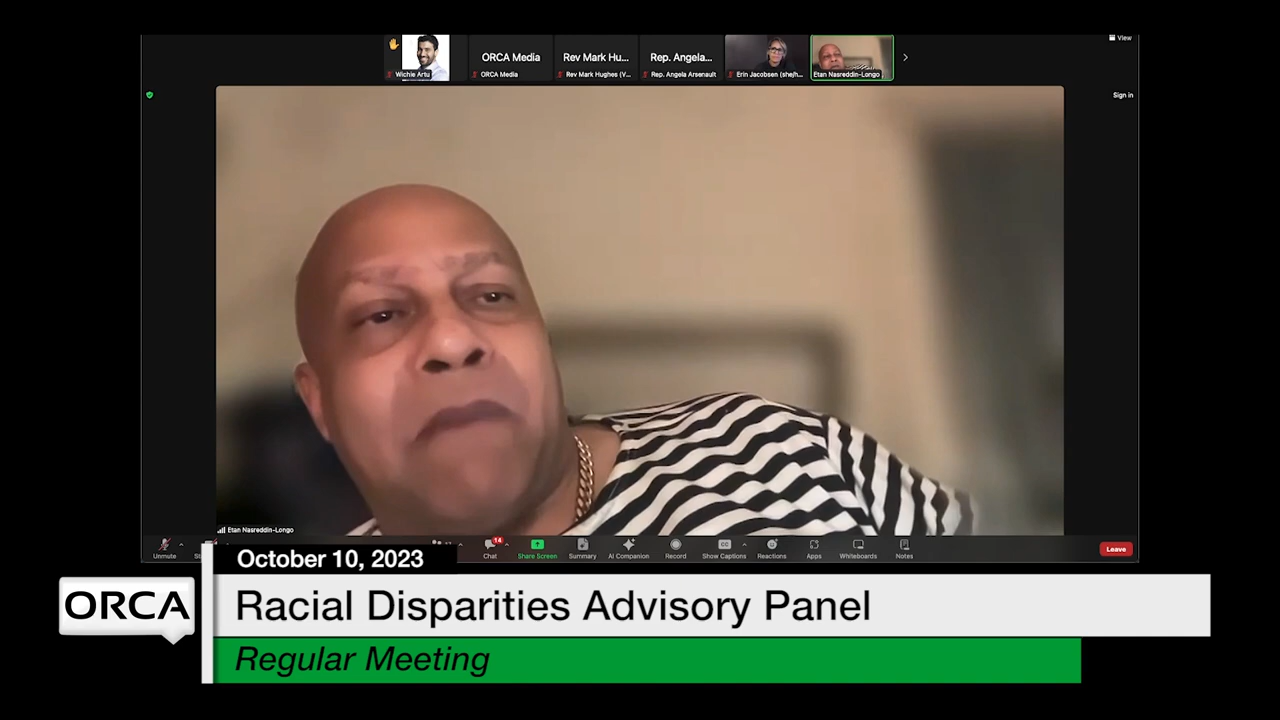 View
ORCA Media
Rev Mark Hu...
Rep. Angela...
Wichie Artu
ORCA Media
Rev Mark Hughes (V...
Rep. Angela Arsenault
Erin Jacobsen (she/h...
Etan Nasreddin-Longo
Sign in
Etan Nasreddin-Longo
14
Unmute
Chat
Share Screen
Summary
AI Companion
Record
Show Captions
Reactions
Apps
Whiteboards
Notes
Leave
October 10, 2023
ORCA
Racial Disparities Advisory Panel
Regular Meeting